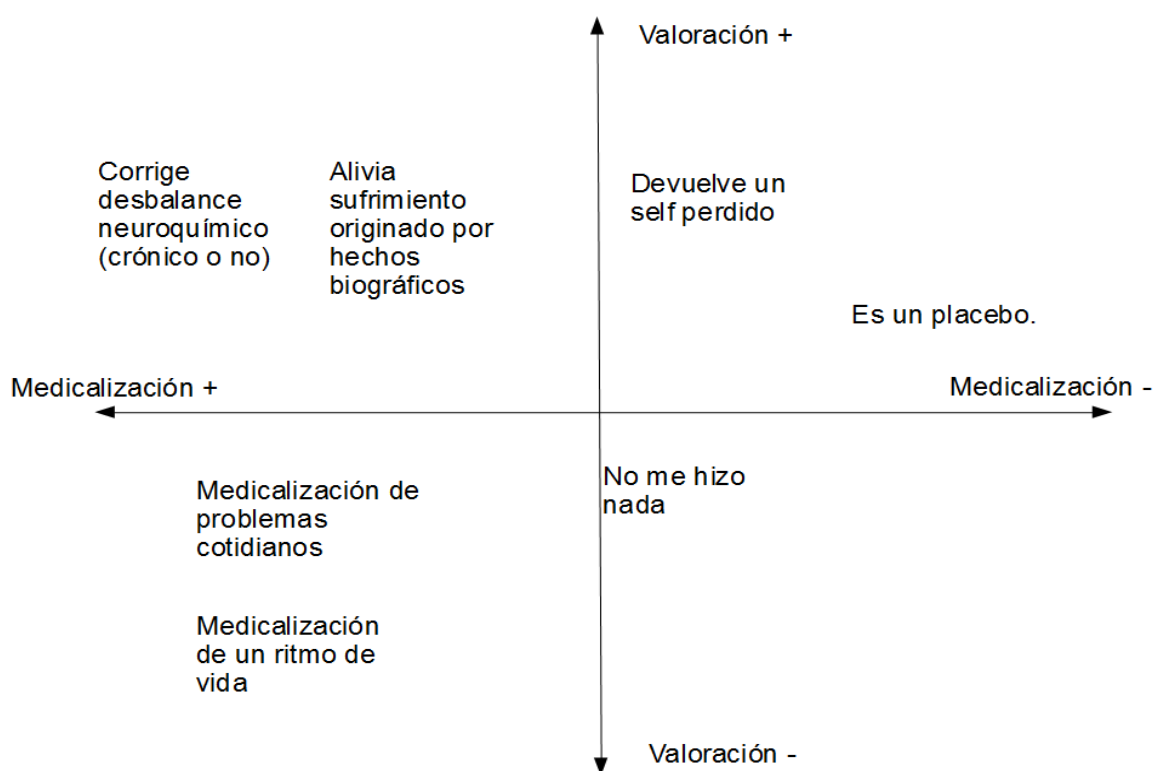 Valoración +
Corrige
desbalance
neuroquímico
(crónico o no)
Alivia
sufrimiento
originado por
hechos
biográficos
Devuelve un
self perdido
Es un placebo.
Medicalización +
Medicalización -
Medicalización de
problemas
cotidianos
No me hizo
nada
Medicalización
de un ritmo de
vida
Valoración -